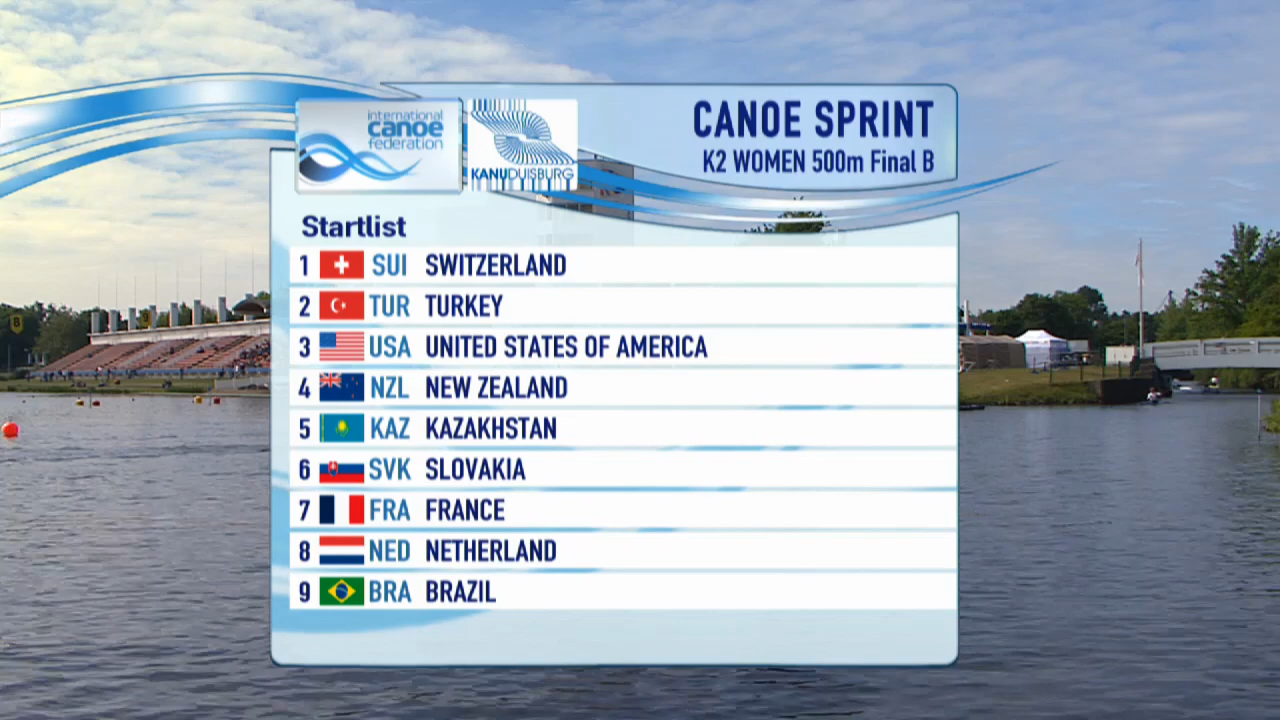 international
canoe
federation
KANUDUISBURG
CANOE SPRINT
K2 WOMEN 500m Final B
Startlist
1 SUI SWITZERLAND
2 TUR TURKEY
3 USA UNITED STATES OF AMERICA
4 NZL NEW ZEALAND
5 KAZ KAZAKHSTAN
6 SVK SLOVAKIA
7 FRA FRANCE
8 NED NETHERLAND
9 BRA BRAZIL